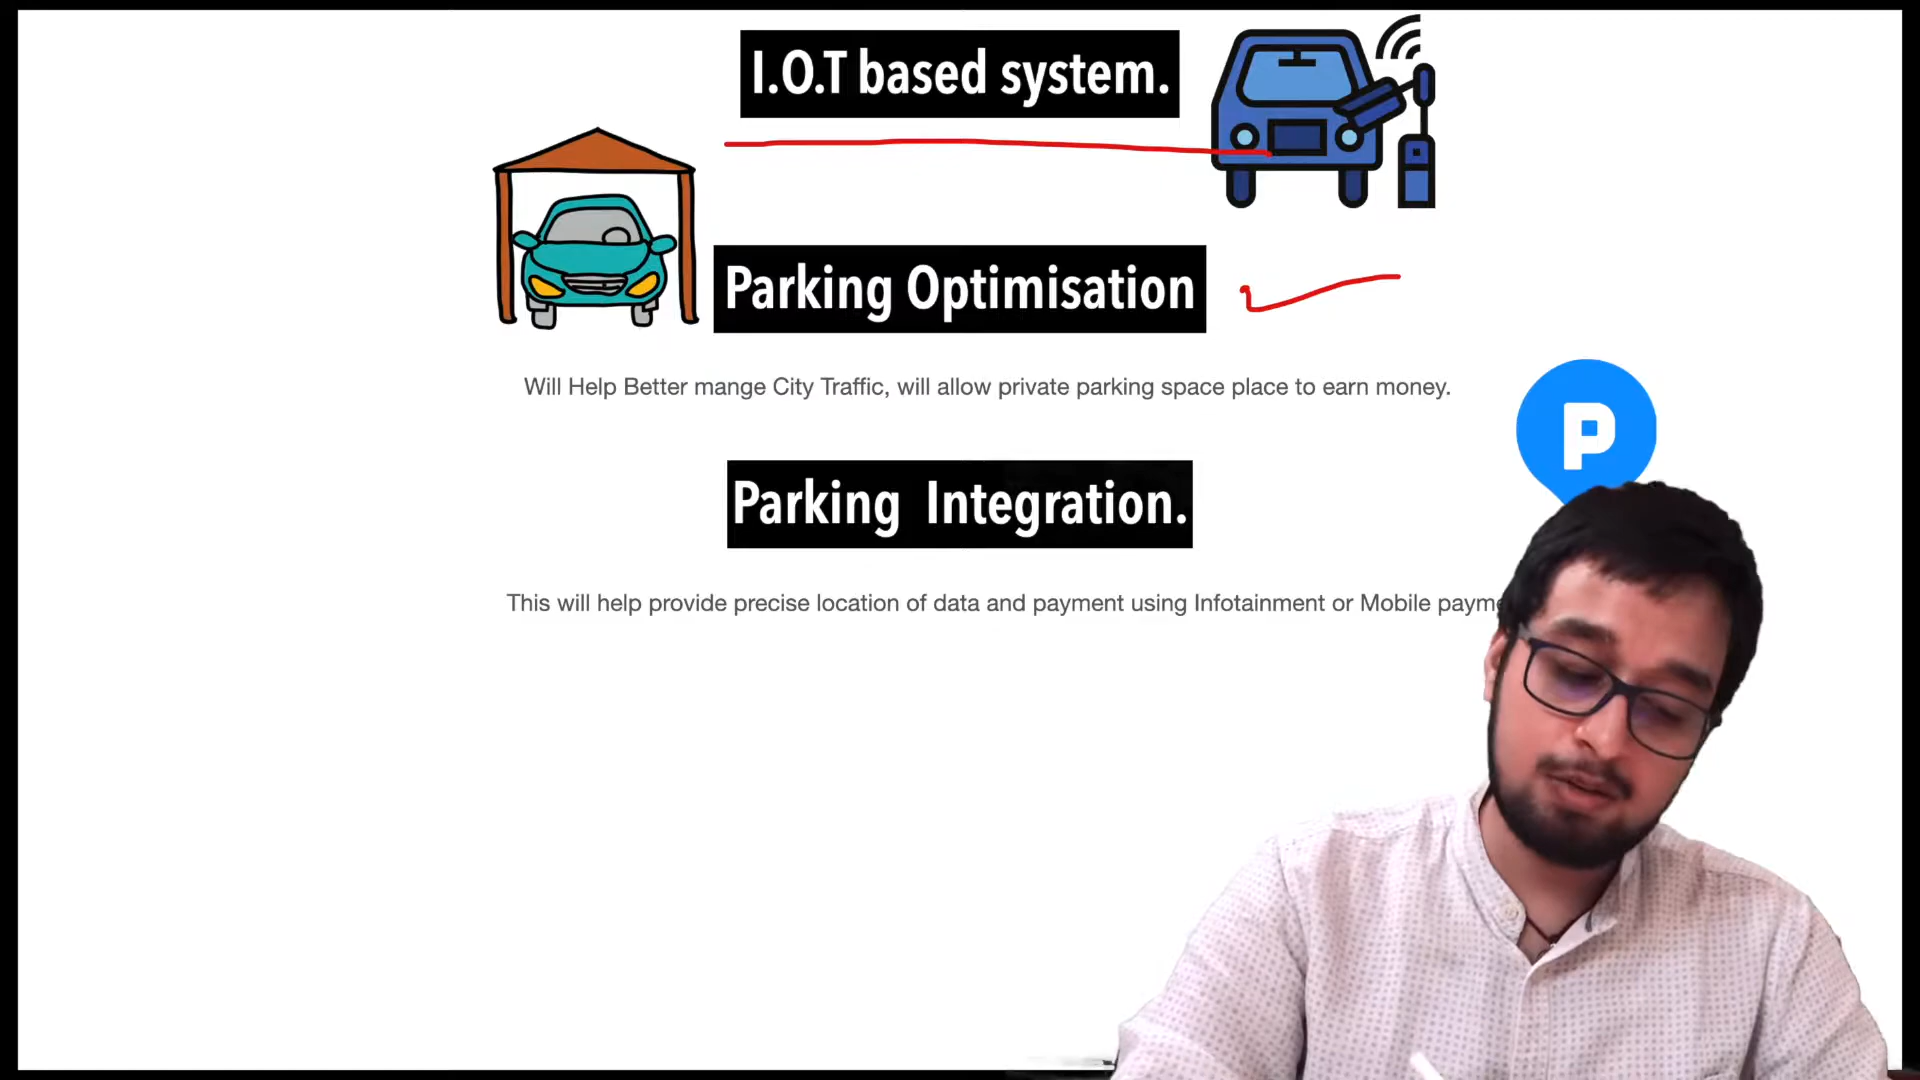 I.O.T based system.
Parking Optimisation
Will Help Better mange City Traffic, will allow private parking space place to earn money.
P
Parking Integration.
This will help provide precise location of data and payment using Infotainment or Mobile